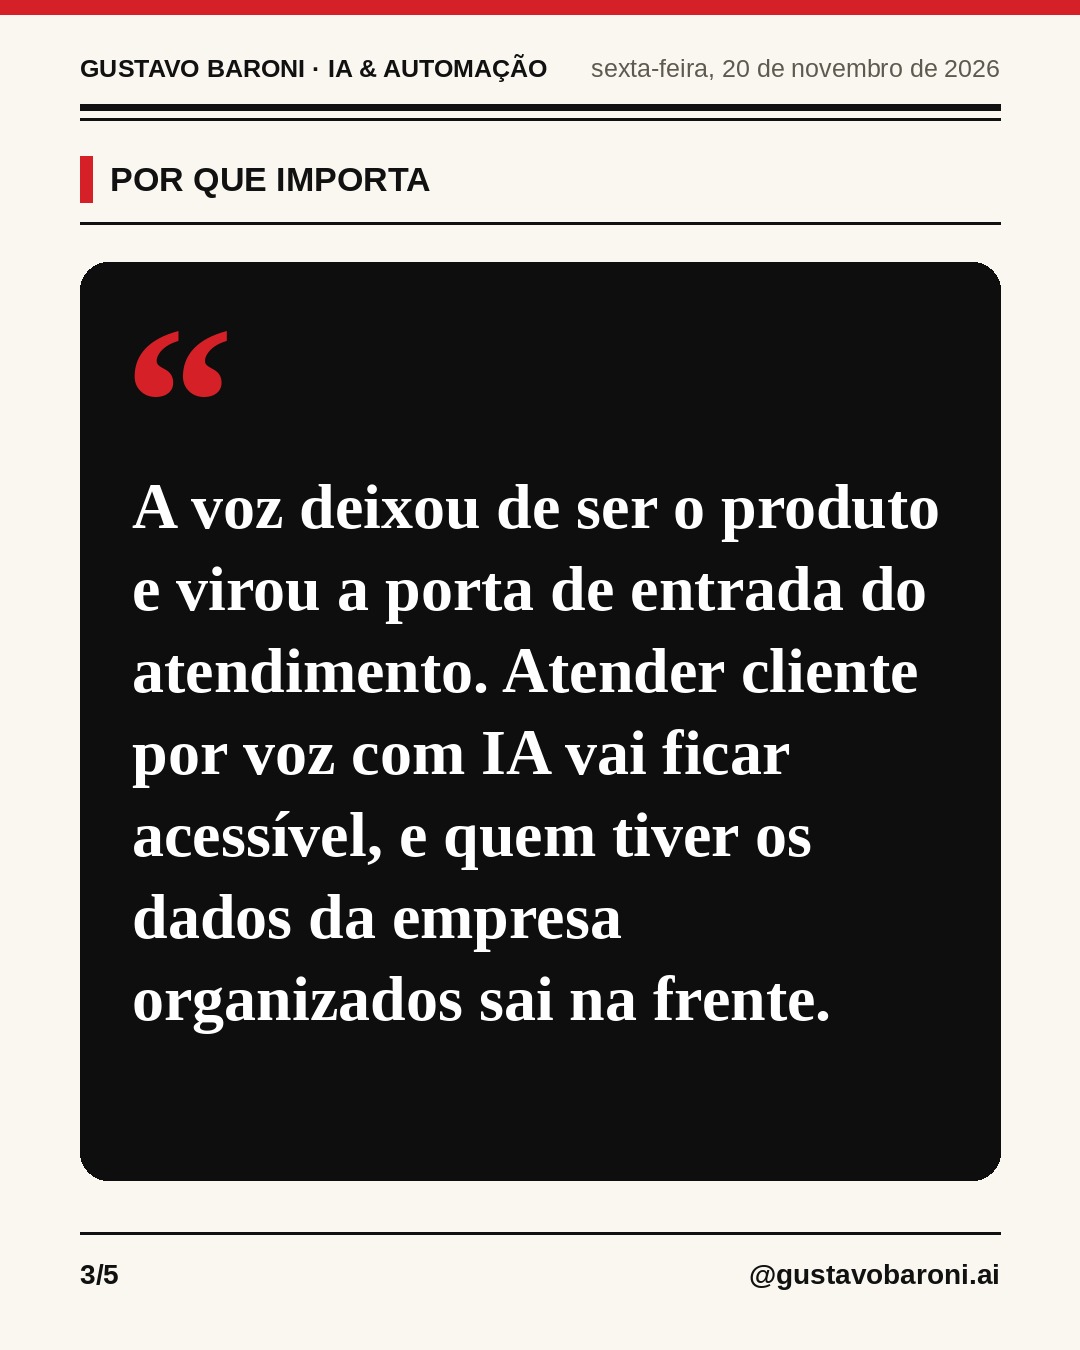 GUSTAVO BARONI · IA & AUTOMAÇÃO sexta-feira, 20 de novembro de 2026
POR QUE IMPORTA
“
A voz deixou de ser o produto
e virou a porta de entrada do
atendimento. Atender cliente
por voz com IA vai ficar
acessível, e quem tiver os
dados da empresa
organizados sai na frente.
3/5 @gustavobaroni.ai